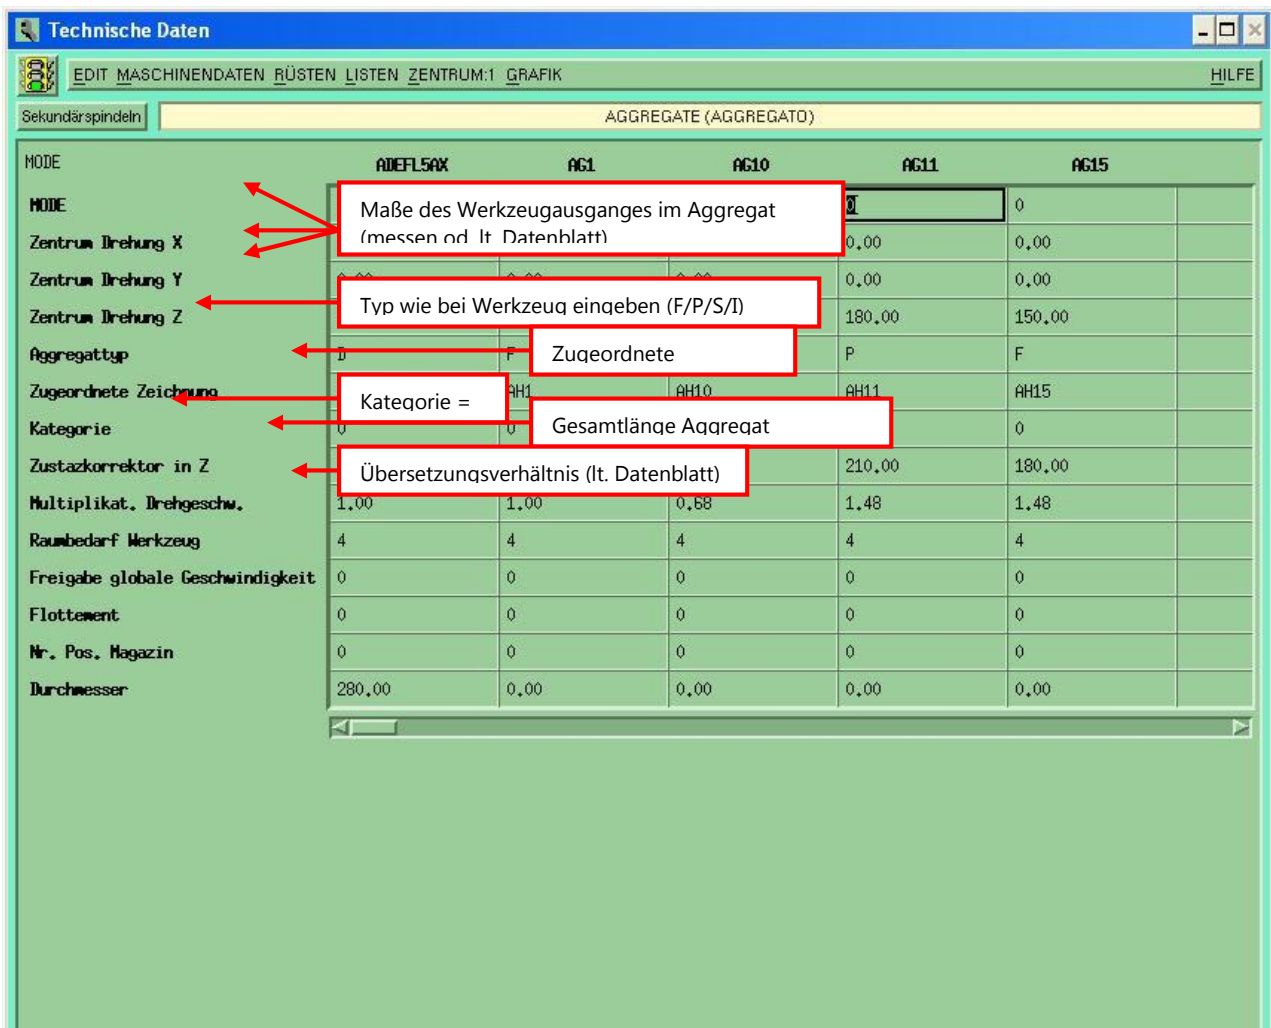 Technische Daten
EDIT MASCHINENDATEN RÜSTEN LISTEN ZENTRUM:1 GRAFIK HILFE
Sekundärspindeln AGGREGATE (AGGREGATO)
MODE ADEFL5AX AG1 AG10 AG11 AG15
MODE 0 0
Maße des Werkzeugausganges im Aggregat
(messen od. lt. Datenblatt)
Zentrum Drehung X 0.00 0.00
Zentrum Drehung Y 0.00 0.00 0.00 0.00 0.00
Typ wie bei Werkzeug eingeben (F/P/S/I)
Zentrum Drehung Z 180.00 150.00
Zugeordnete
Aggregattyp D F P F
Zugeordnete Zeichnung AH1 AH10 AH11 AH15
Kategorie =
Gesamtlänge Aggregat
Kategorie 0 0 0
Zustazkorrektor in Z 210.00 180.00
Übersetzungsverhältnis (lt. Datenblatt)
Multiplikat. Drehgeschw. 1.00 1.00 0.68 1.48 1.48
Raumbedarf Werkzeug 4 4 4 4 4
Freigabe globale Geschwindigkeit 0 0 0 0 0
Flottement 0 0 0 0 0
Nr. Pos. Magazin 0 0 0 0 0
Durchmesser 280.00 0.00 0.00 0.00 0.00